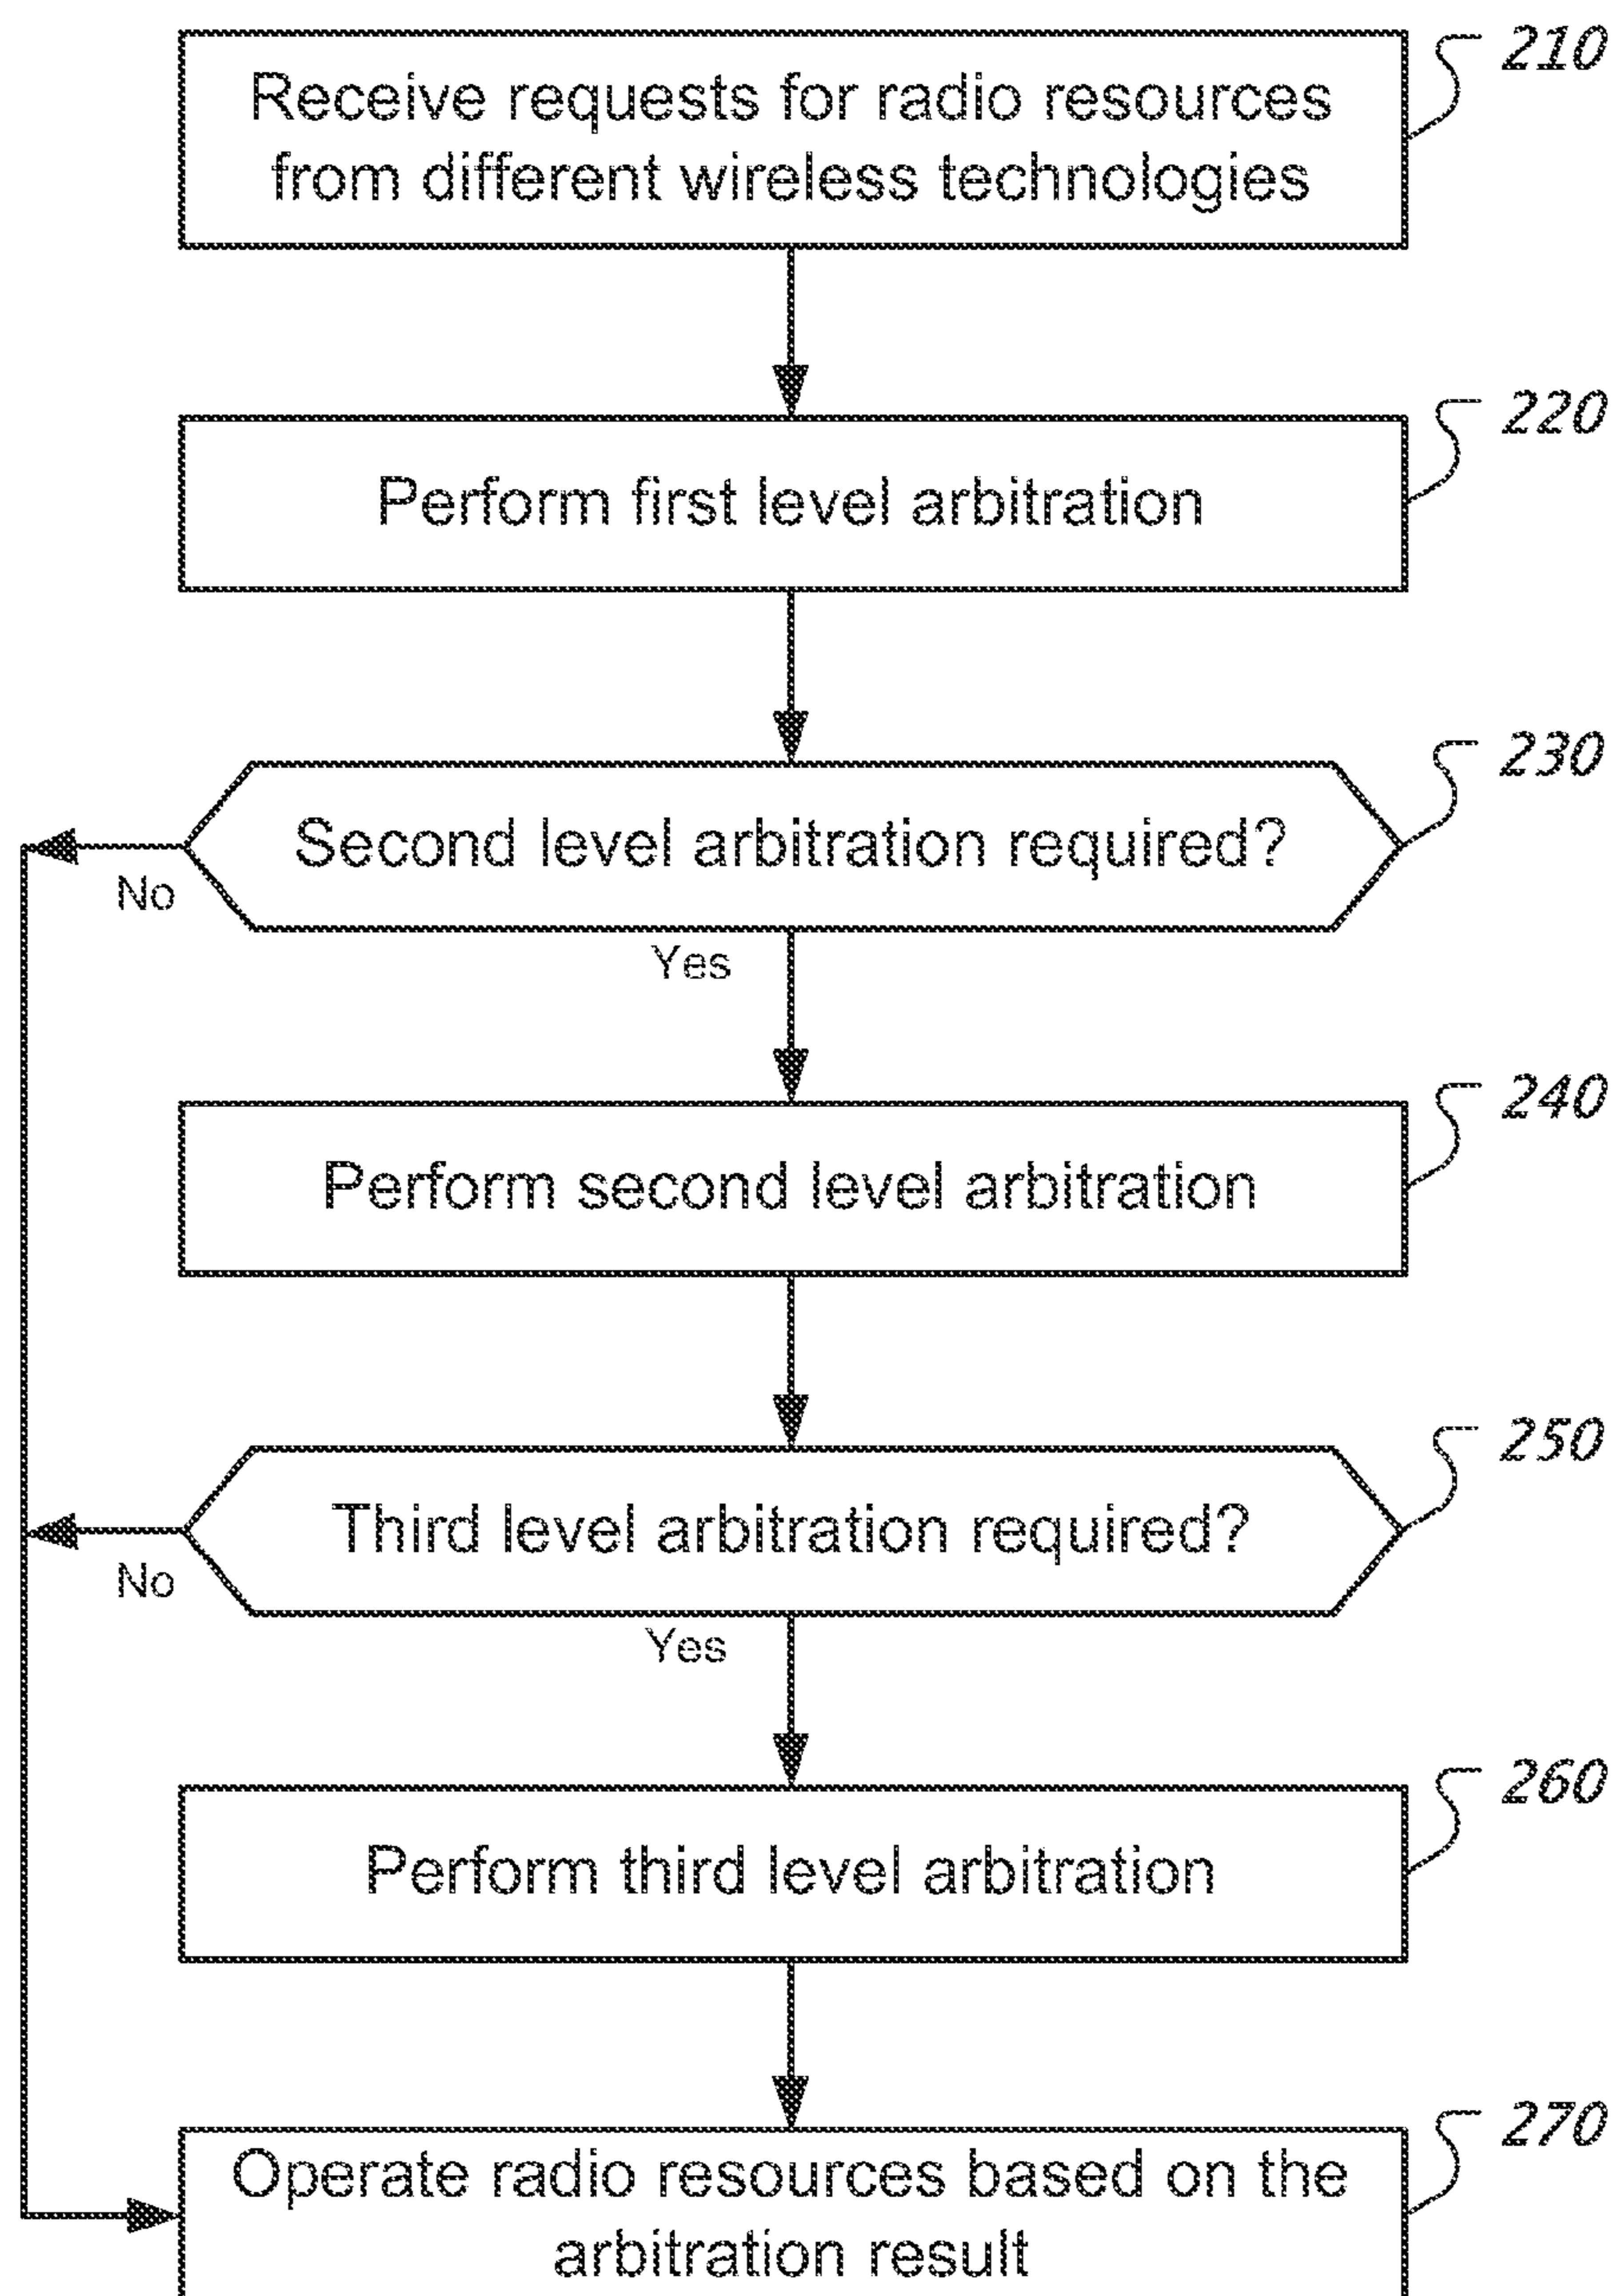 Receive requests for radio resources
from different wireless technologies
210
Perform first level arbitration
220
Second level arbitration required?
230
No
Yes
Perform second level arbitration
240
Third level arbitration required?
250
No
Yes
Perform third level arbitration
260
Operate radio resources based on the
arbitration result
270